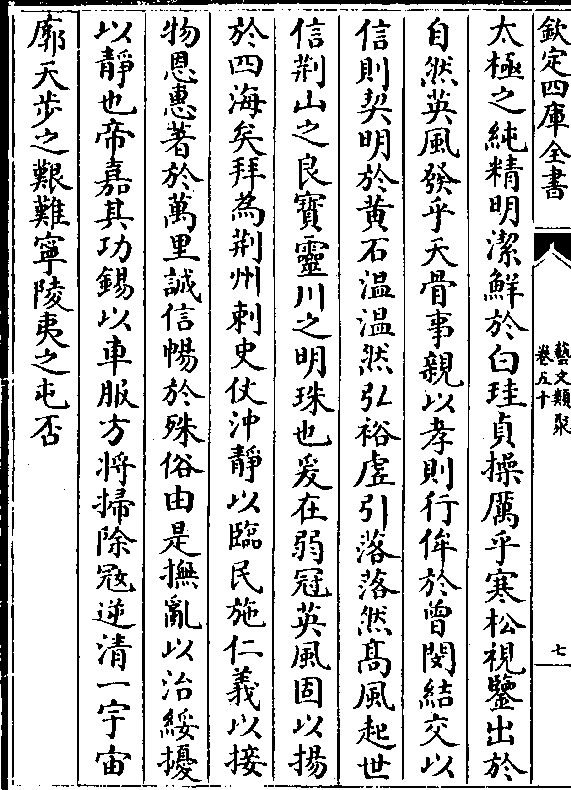 欽定四庫全書
藝文類聚
卷五十
七
太極之純精明潔鮮於白珪貞操厲乎寒松視鑒出於
自然英風發乎天骨事親以孝則行侔於曾閔結交以
信則契明於黄石温温然弘裕虚引落落然髙風起世
信荆山之良寳靈川之明珠也爰在弱冠英風固以揚
於四海矣拜為荆州刺史仗沖靜以臨民施仁義以接
物恩惠著於萬里誠信暢於殊俗由是撫亂以治綏擾
以靜也帝嘉其功錫以車服方將掃除冦逆清一宇宙
廓天步之艱難寧陵夷之屯否